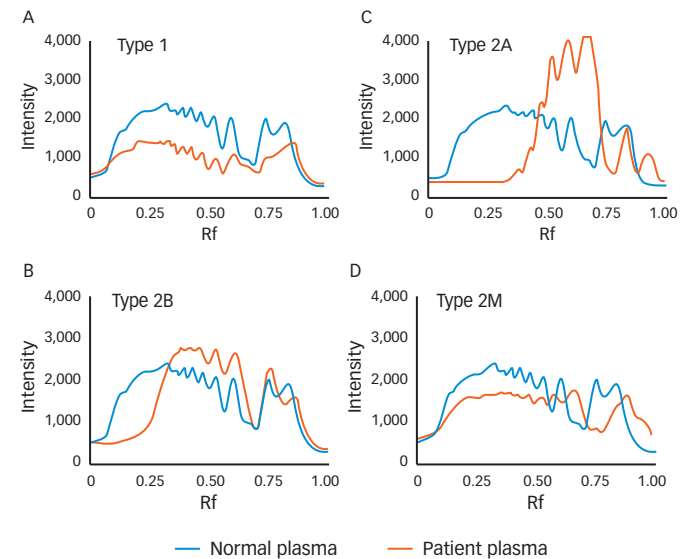 A
Type 1
4,000
3,000
2,000
1,000
0
Intensity
0 0.25 0.50 0.75 1.00
Rf
C
Type 2A
4,000
3,000
2,000
1,000
0
Intensity
0 0.25 0.50 0.75 1.00
Rf
B
Type 2B
4,000
3,000
2,000
1,000
0
Intensity
0 0.25 0.50 0.75 1.00
Rf
D
Type 2M
4,000
3,000
2,000
1,000
0
Intensity
0 0.25 0.50 0.75 1.00
Rf
Normal plasma Patient plasma